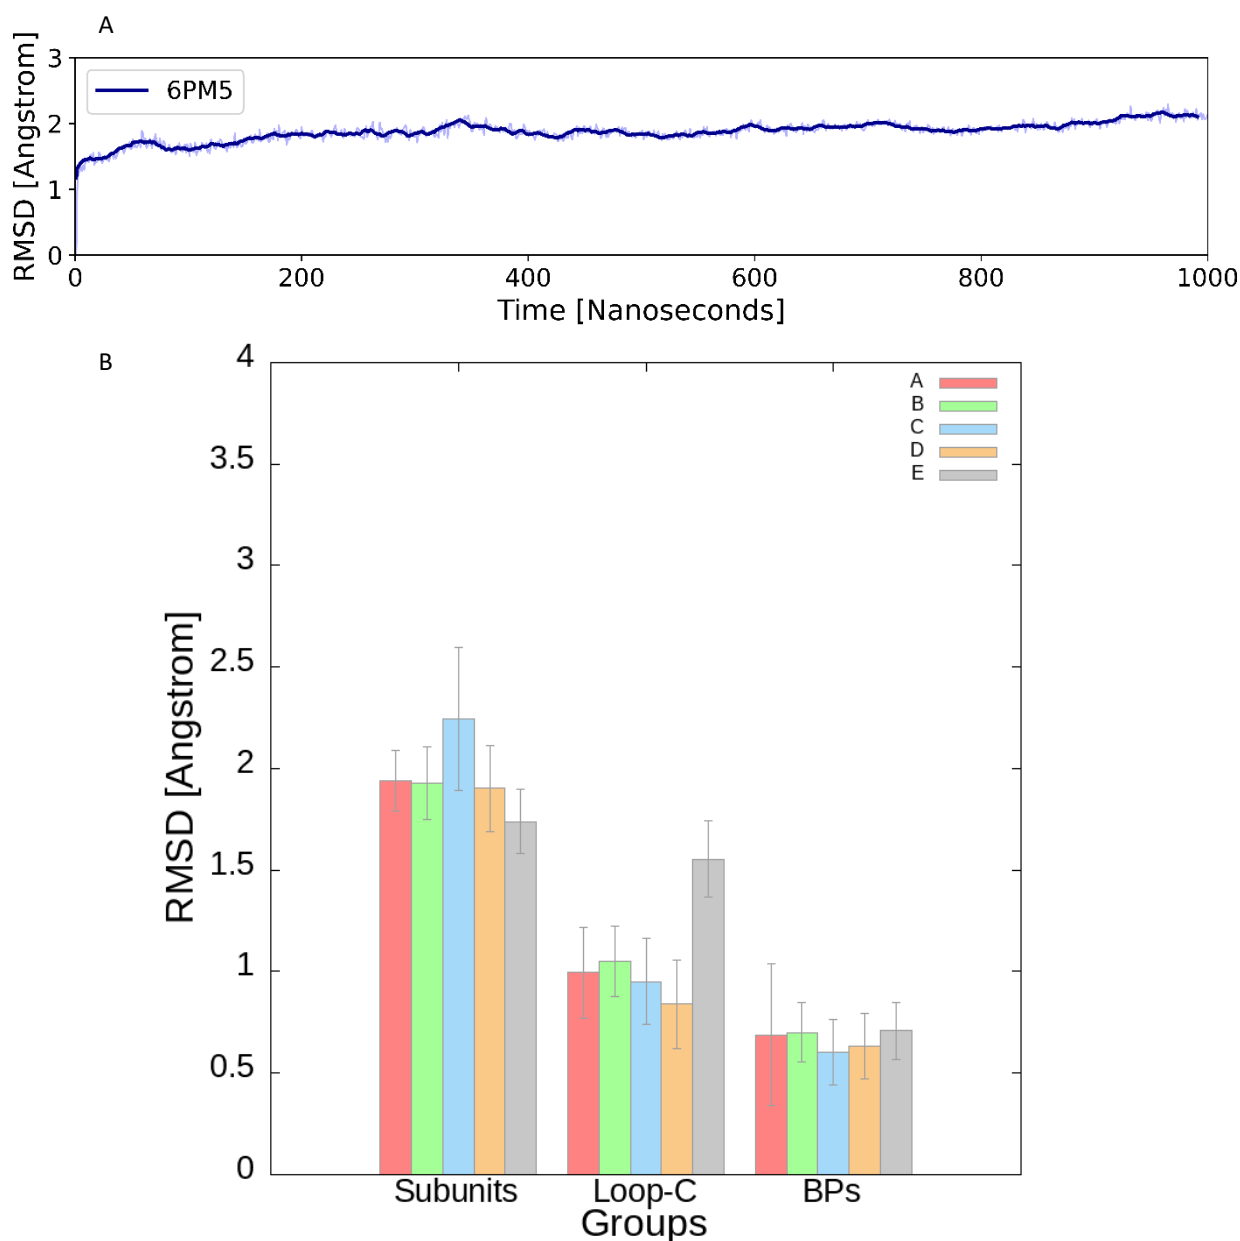 A
RMSD [Angstrom]
3
2
1
0
6PM5
0 200 400 600 800 1000
Time [Nanoseconds]
B
RMSD [Angstrom]
4
3.5
3
2.5
2
1.5
1
0.5
0
A
B
C
D
E
Subunits Loop-C BPs
Groups